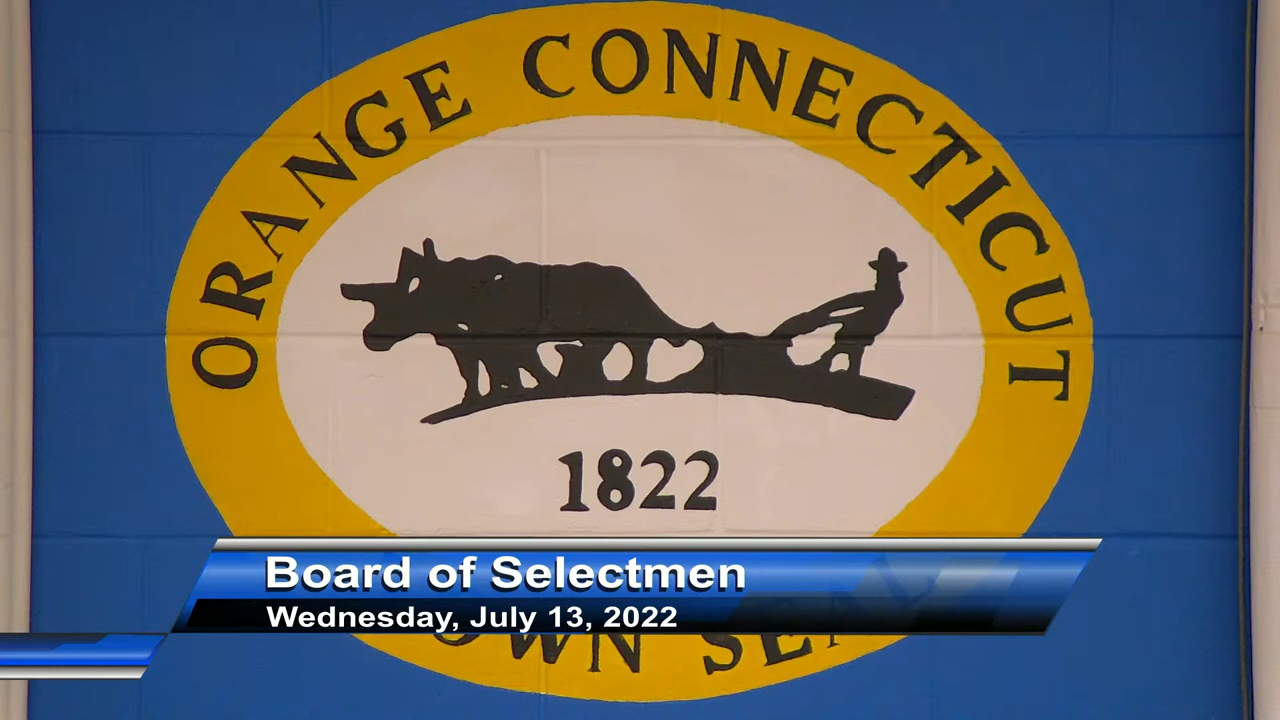 ORANGE CONNECTICUT
1822
Board of Selectmen
Wednesday, July 13, 2022